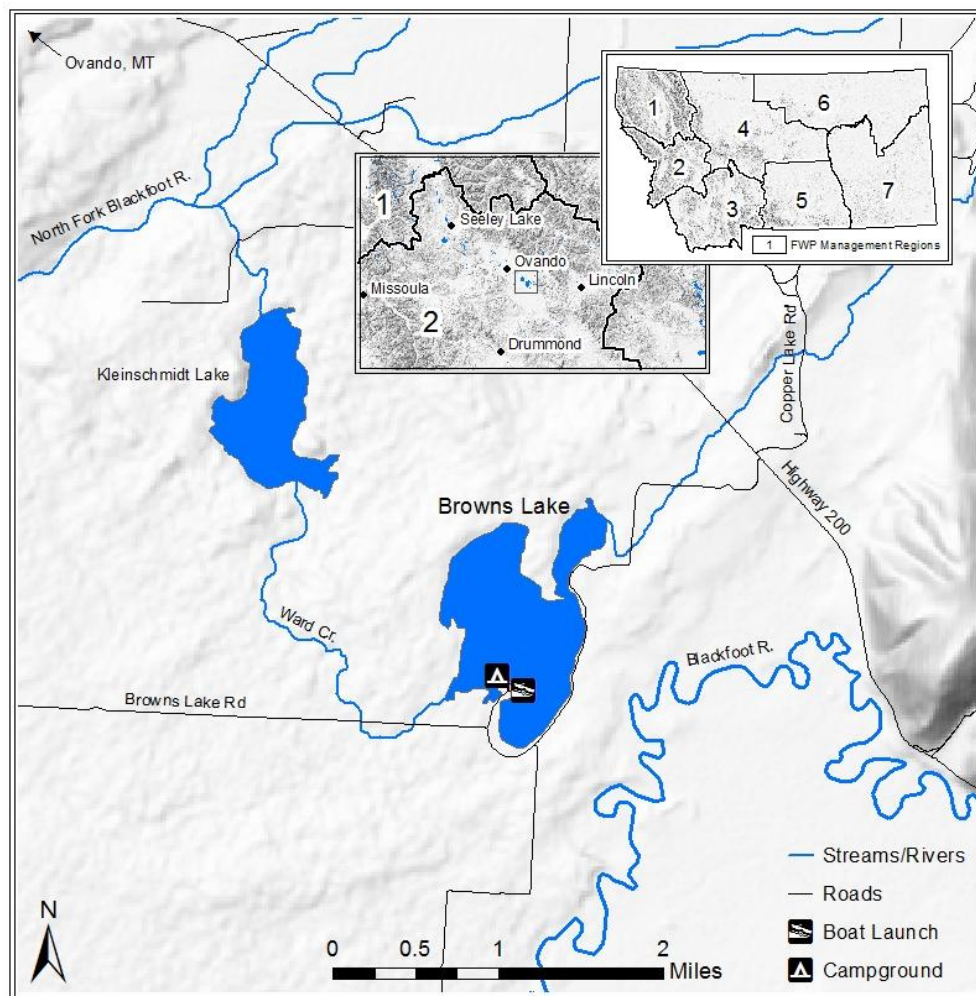 Ovando, MT
1
2
3
4
5
6
7
1 FWP Management Regions
1
2
Seeley Lake
Ovando
Lincoln
Missoula
Drummond
North Fork Blackfoot R.
Copper Lake Rd
Kleinschmidt Lake
Highway 200
Browns Lake
Ward Cr.
Blackfoot R.
Browns Lake Rd
Streams/Rivers
Roads
Boat Launch
Campground
N
0 0.5 1 2
Miles